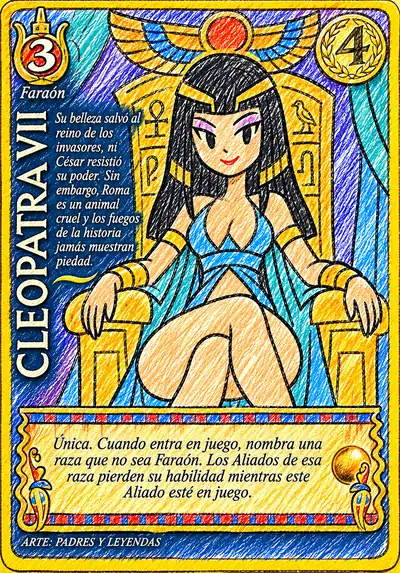 3
4
Faraón
CLEOPATRA VII
Su belleza salvó al
reino de los
invasores, ni
César resistió
su poder. Sin
embargo, Roma
es un animal
cruel y los fuegos
de la historia
jamás muestran
piedad.
Única. Cuando entra en juego, nombra una
raza que no sea Faraón. Los Aliados de esa
raza pierden su habilidad mientras este
Aliado esté en juego.
ARTE: PADRES Y LEYENDAS